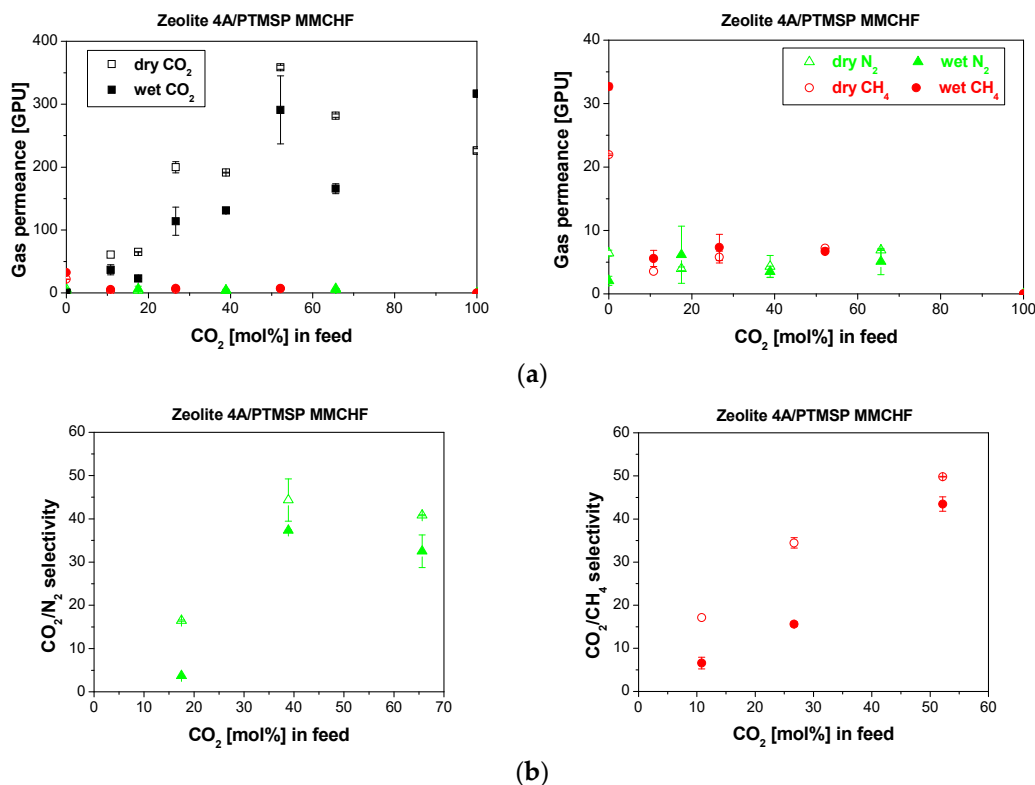 Zeolite 4A/PTMSP MMCHF
400
300
200
100
0
Gas permeance [GPU]
dry CO₂
wet CO₂
0 20 40 60 80 100
CO₂ [mol%] in feed
Zeolite 4A/PTMSP MMCHF
40
30
20
10
0
Gas permeance [GPU]
dry N₂ wet N₂
dry CH₄ wet CH₄
0 20 40 60 80 100
CO₂ [mol%] in feed
(a)
Zeolite 4A/PTMSP MMCHF
60
50
40
30
20
10
0
CO₂/N₂ selectivity
0 10 20 30 40 50 60 70
CO₂ [mol%] in feed
Zeolite 4A/PTMSP MMCHF
60
50
40
30
20
10
0
CO₂/CH₄ selectivity
0 10 20 30 40 50 60
CO₂ [mol%] in feed
(b)